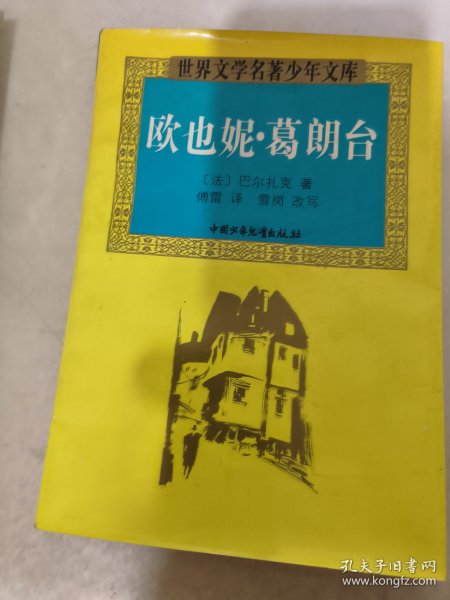 世界文学名著少年文库
欧也妮·葛朗台
〔法〕巴尔扎克 著
傅雷 译 雪岗 改写
中国少年儿童出版社
孔夫子旧书网
www.kongfz.com